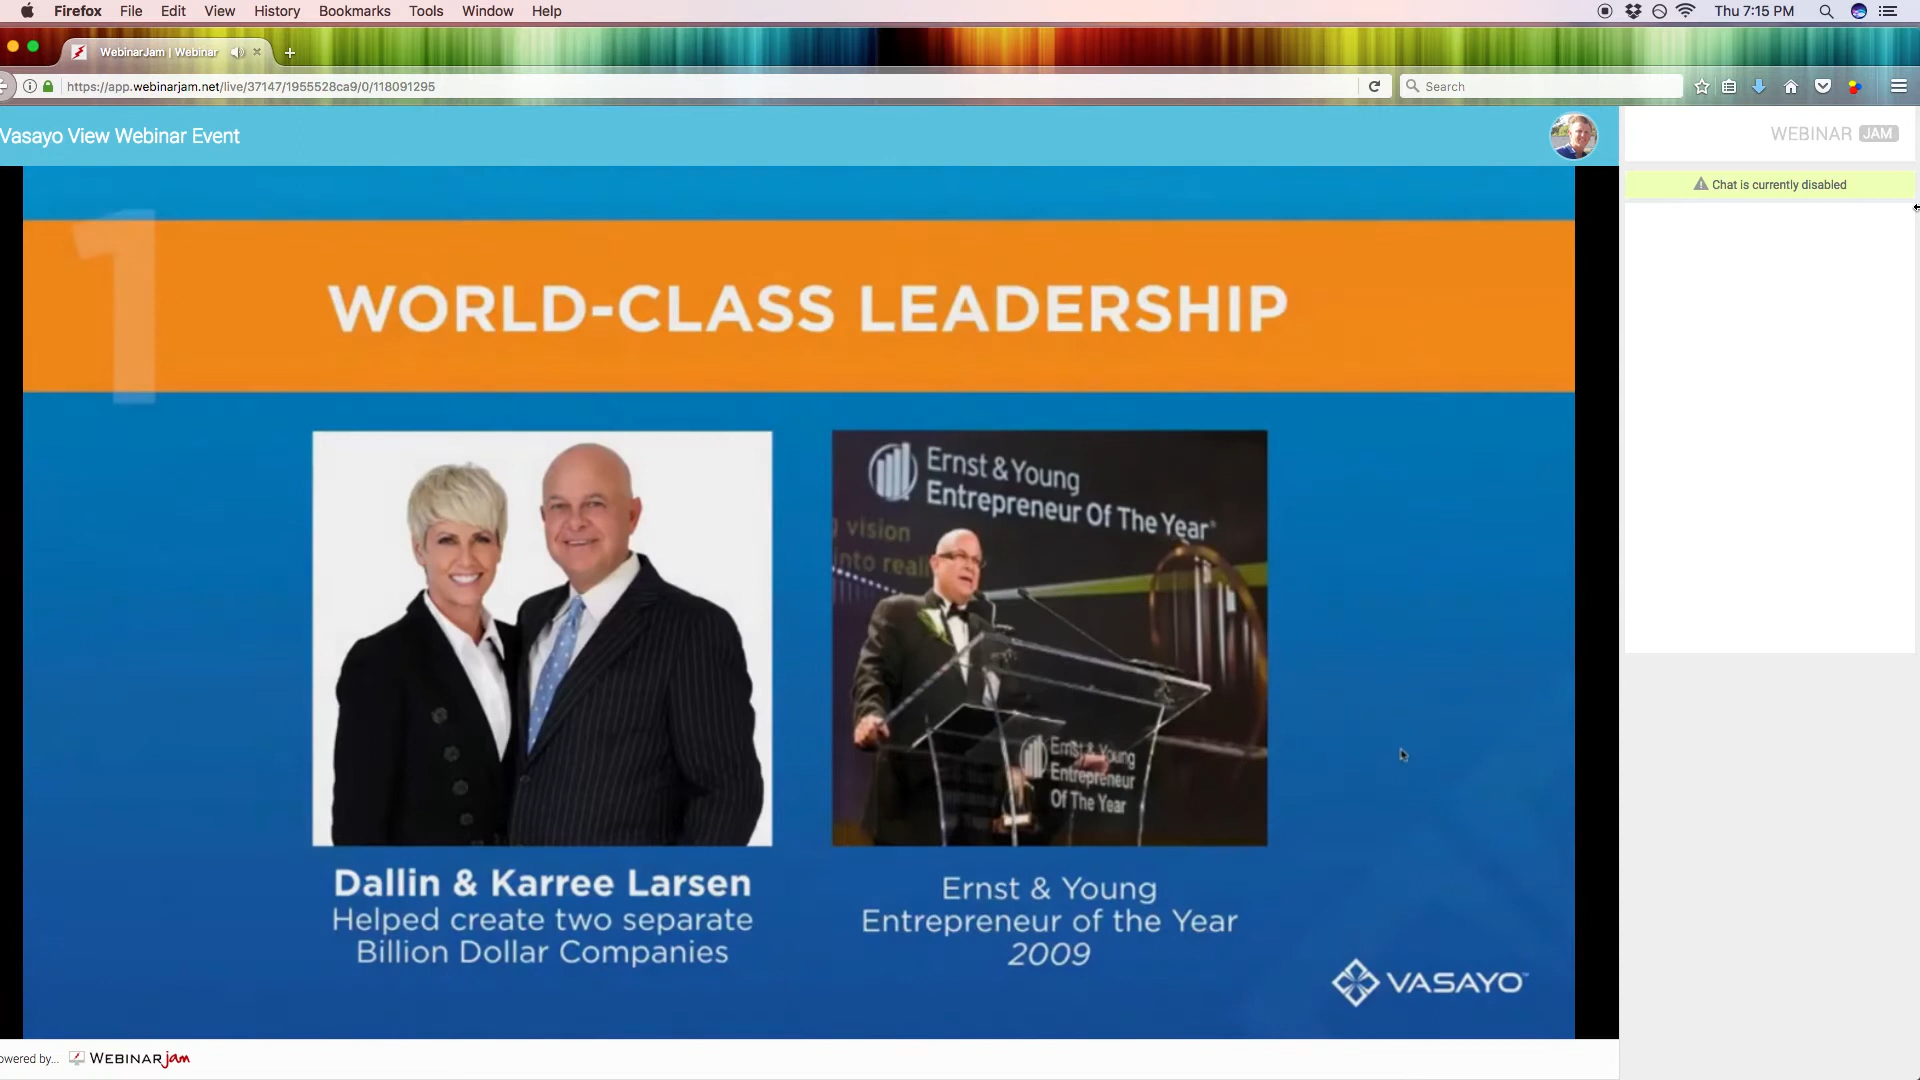 Firefox File Edit View History Bookmarks Tools Window Help
Thu 7:15 PM
WebinarJam | Webinar
https://app.webinarjam.net/live/37147/1955528ca9/0/118091295
Search
Vasayo View Webinar Event
WEBINAR JAM
Chat is currently disabled
1
WORLD-CLASS LEADERSHIP
Ernst & Young
Entrepreneur Of The Year®
g vision
into reali
Ernst & Young
Entrepreneur
Of The Year
Dallin & Karree Larsen
Helped create two separate
Billion Dollar Companies
Ernst & Young
Entrepreneur of the Year
2009
VASAYO™
owered by...
WEBINARjam